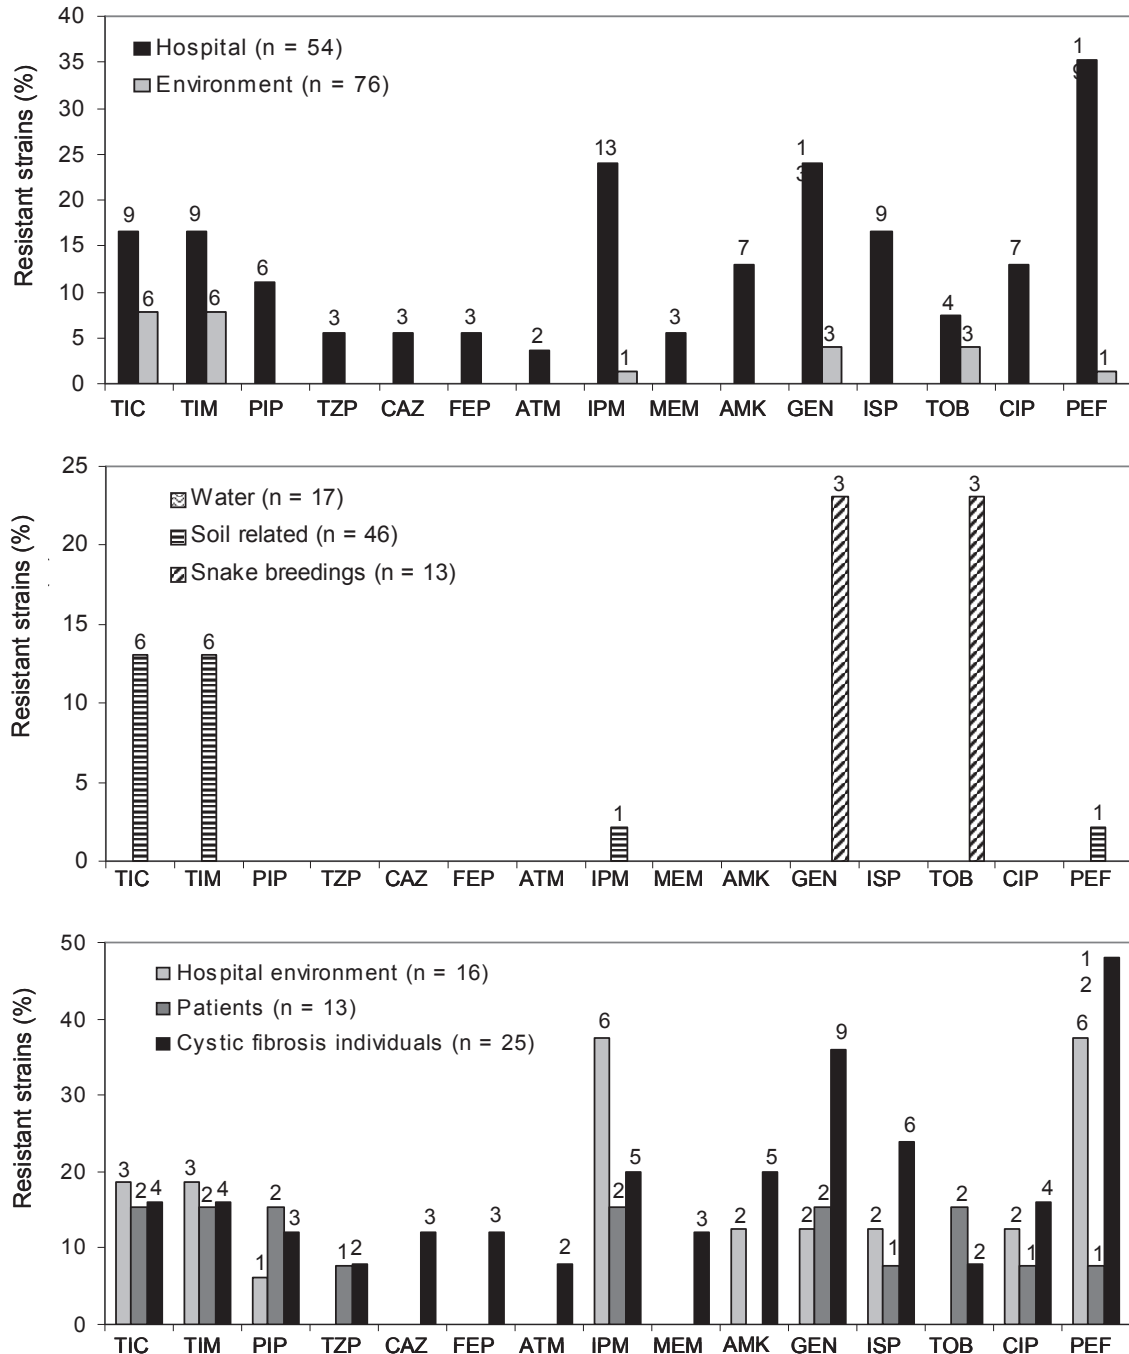 Resistant strains (%)
40
35
30
25
20
15
10
5
0
Hospital (n = 54)
Environment (n = 76)
9 6 9 6 6 3 3 3 2 13 1 3 7 13 3 9 4 3 7 19 1
TIC TIM PIP TZP CAZ FEP ATM IPM MEM AMK GEN ISP TOB CIP PEF
Resistant strains (%)
25
20
15
10
5
0
Water (n = 17)
Soil related (n = 46)
Snake breedings (n = 13)
6 6 1 3 3 1
TIC TIM PIP TZP CAZ FEP ATM IPM MEM AMK GEN ISP TOB CIP PEF
Resistant strains (%)
50
40
30
20
10
0
Hospital environment (n = 16)
Patients (n = 13)
Cystic fibrosis individuals (n = 25)
3 2 4 3 2 4 1 2 3 1 2 3 3 2 6 2 5 3 2 5 2 2 9 2 1 6 2 2 2 1 4 6 1 12
TIC TIM PIP TZP CAZ FEP ATM IPM MEM AMK GEN ISP TOB CIP PEF